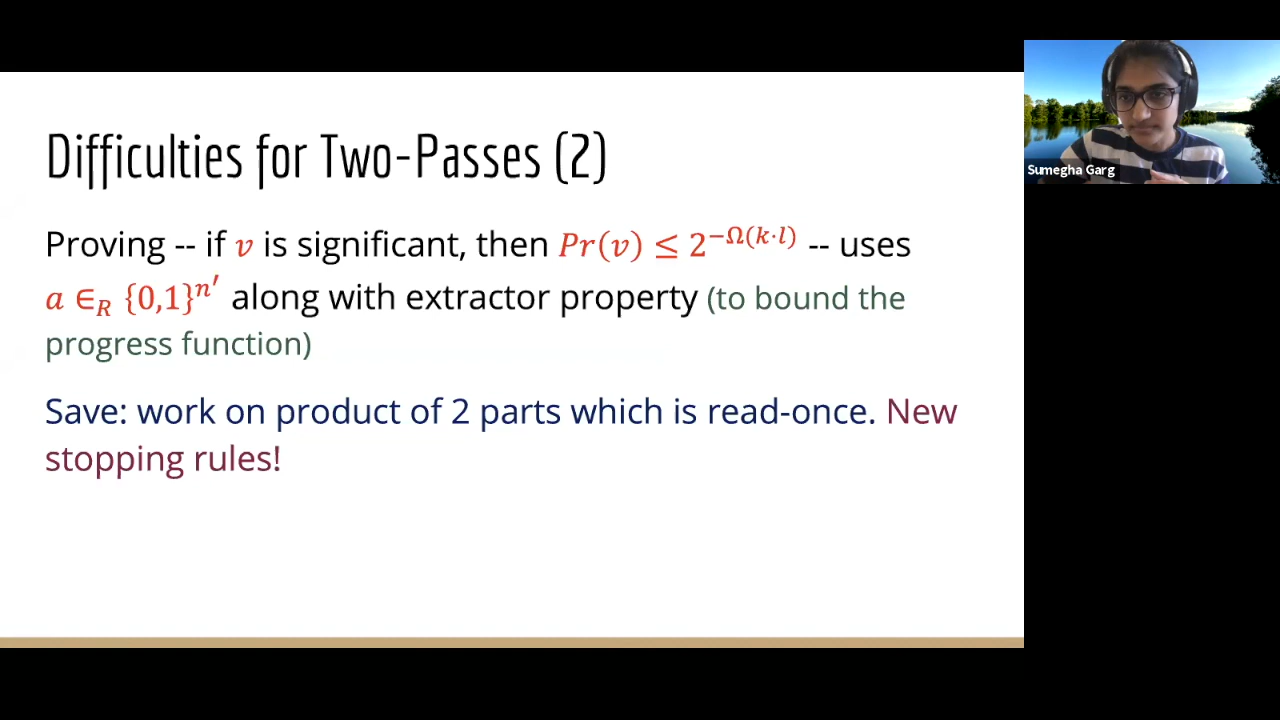 Difficulties for Two-Passes (2)
Sumegha Garg
Proving -- if v is significant, then Pr(v) ≤ 2^{-Ω(k·l)} -- uses
a ∈_R {0,1}^{n'} along with extractor property (to bound the
progress function)
Save: work on product of 2 parts which is read-once. New
stopping rules!